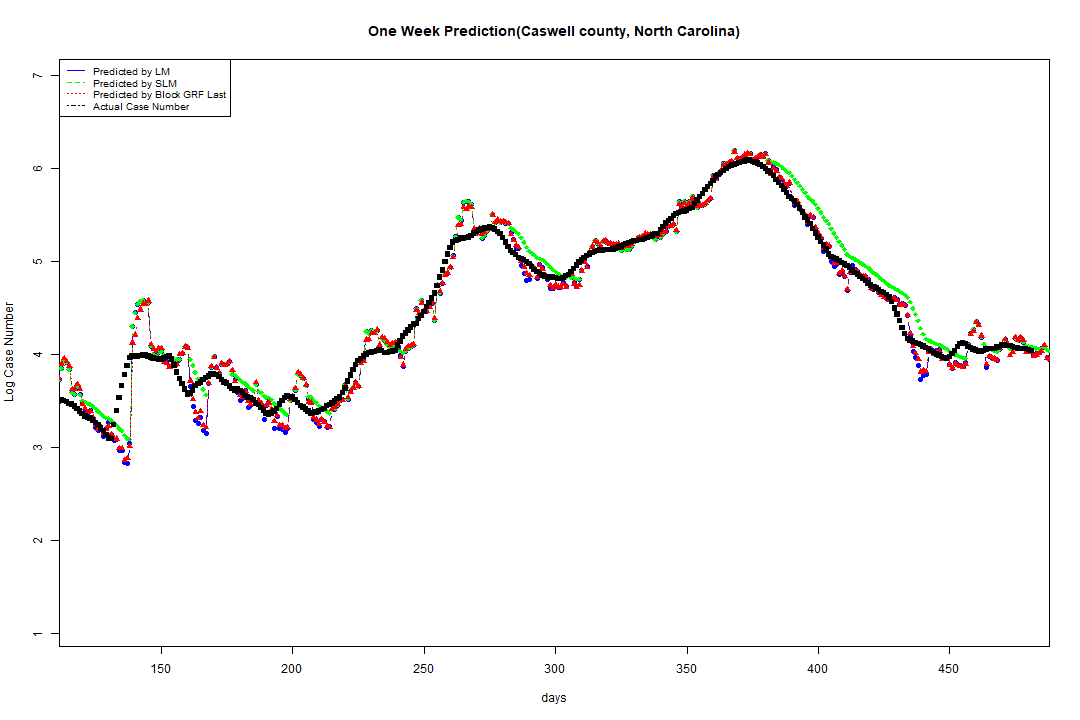 One Week Prediction(Caswell county, North Carolina)
Predicted by LM
Predicted by SLM
Predicted by Block GRF Last
Actual Case Number
7
6
5
4
3
2
1
Log Case Number
150 200 250 300 350 400 450
days